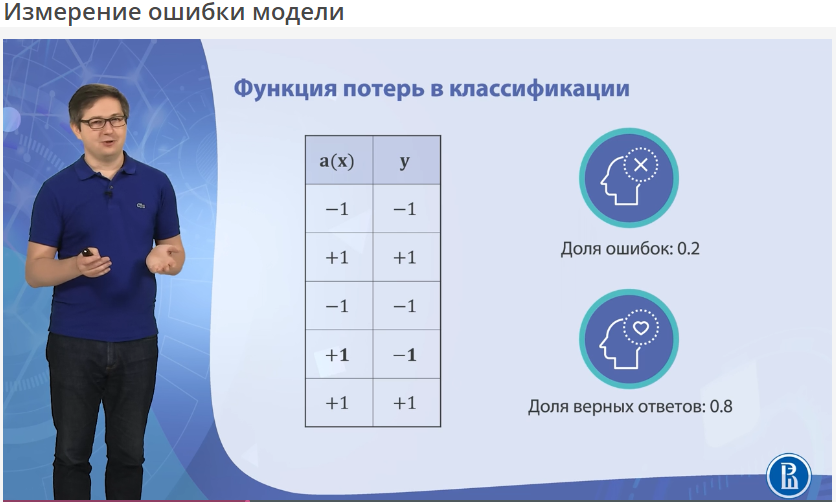 Измерение ошибки модели
Функция потерь в классификации
a(x) y
−1 −1
+1 +1
−1 −1
+1 −1
+1 +1
Доля ошибок: 0.2
Доля верных ответов: 0.8